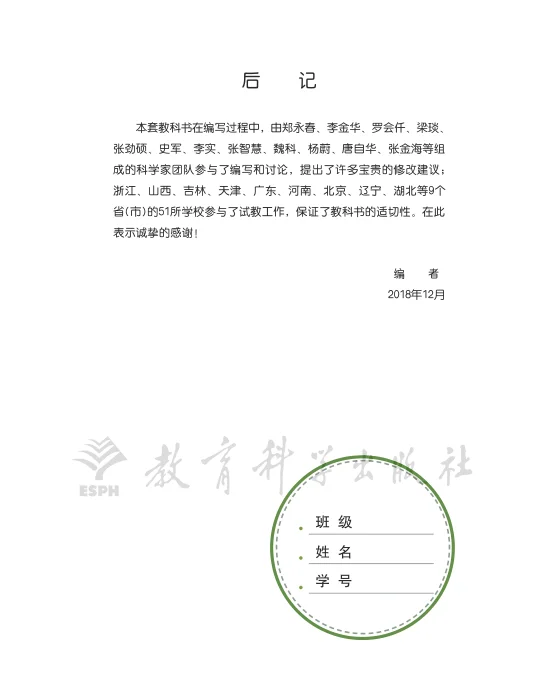 后 记
本套教科书在编写过程中，由郑永春、李金华、罗会仟、梁琰、
张劲硕、史军、李实、张智慧、魏科、杨蔚、唐自华、张金海等组
成的科学家团队参与了编写和讨论，提出了许多宝贵的修改建议；
浙江、山西、吉林、天津、广东、河南、北京、辽宁、湖北等9个
省（市）的51所学校参与了试教工作，保证了教科书的适切性。在此
表示诚挚的感谢！
编 者
2018年12月
ESPH 教育科学出版社
班 级
姓 名
学 号